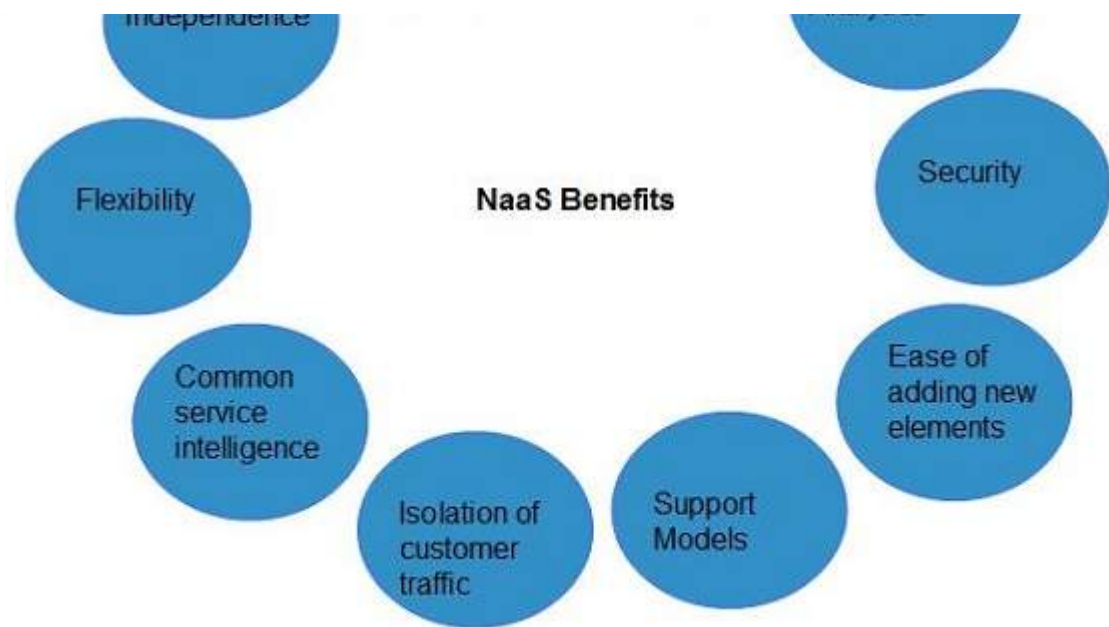 Independence
Flexibility
NaaS Benefits
Security
Common
service
intelligence
Ease of
adding new
elements
Isolation of
customer
traffic
Support
Models